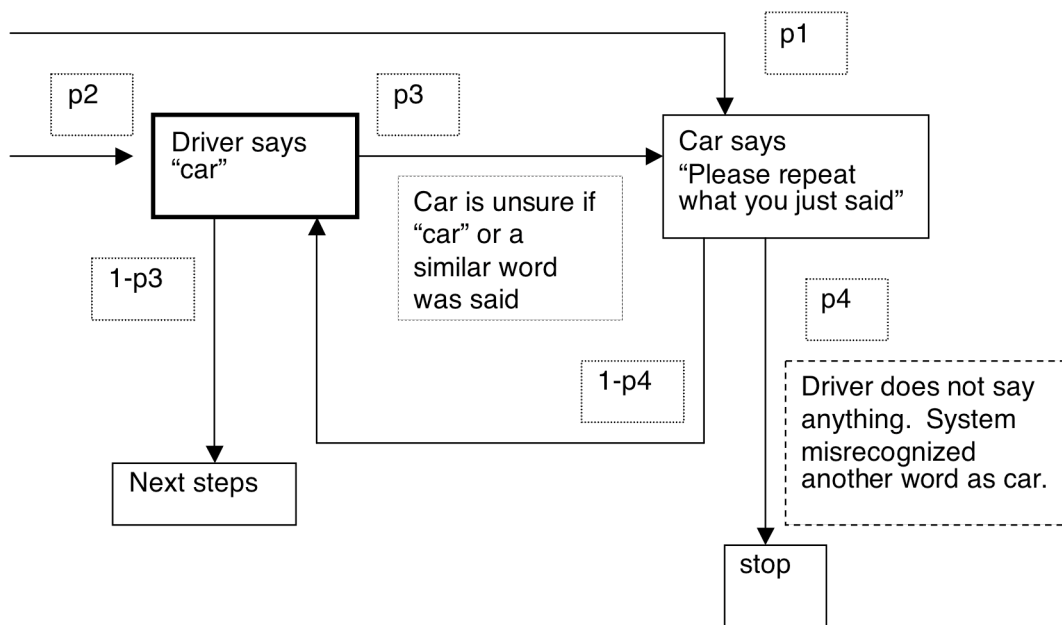 p1
p2
p3
Driver says
“car”
Car says
“Please repeat
what you just said”
Car is unsure if
“car” or a
similar word
was said
1-p3
p4
1-p4
Driver does not say
anything. System
misrecognized
another word as car.
Next steps
stop